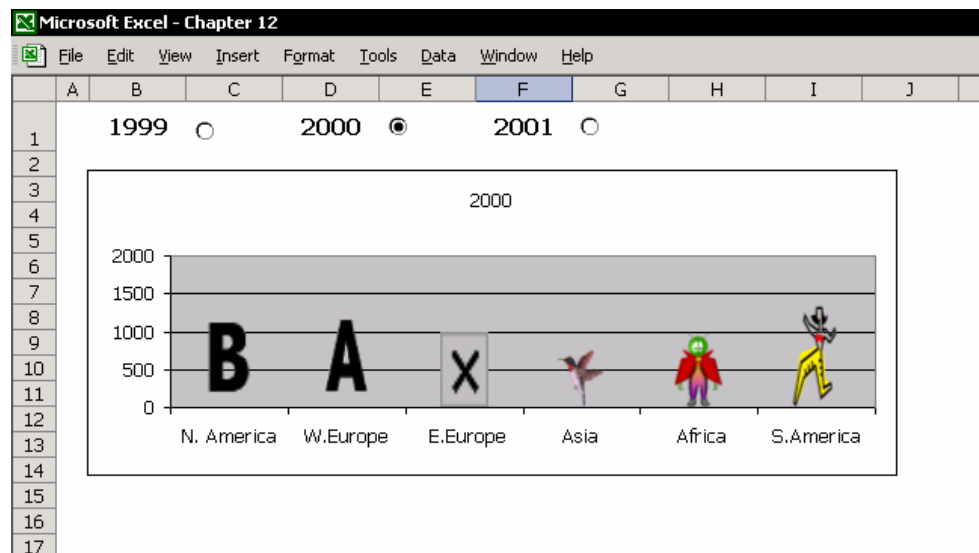 Microsoft Excel - Chapter 12
File Edit View Insert Format Tools Data Window Help
A B C D E F G H I J
1 1999 2000 2001
2
3 2000
4
5
6 2000
7 1500
8
9 1000
10 500
11
12 0
13 N. America W.Europe E.Europe Asia Africa S.America
14
15
16
17
B A X